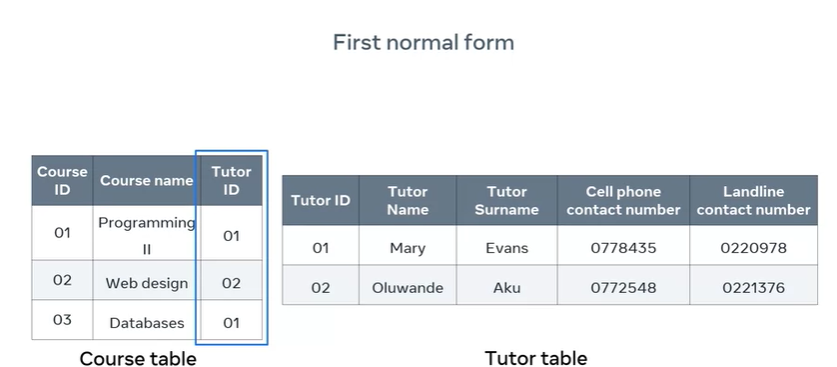 First normal form
Course ID Course name Tutor ID
01 Programming II 01
02 Web design 02
03 Databases 01
Course table
Tutor ID Tutor Name Tutor Surname Cell phone contact number Landline contact number
01 Mary Evans 0778435 0220978
02 Oluwande Aku 0772548 0221376
Tutor table